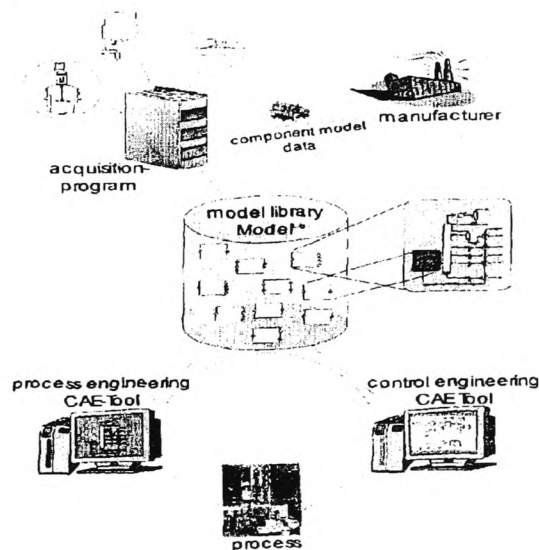 manufacturer
component model
data
acquisition-
program
model library
Model*
process engineering
CAE-Tool
control engineering
CAE Tool
process